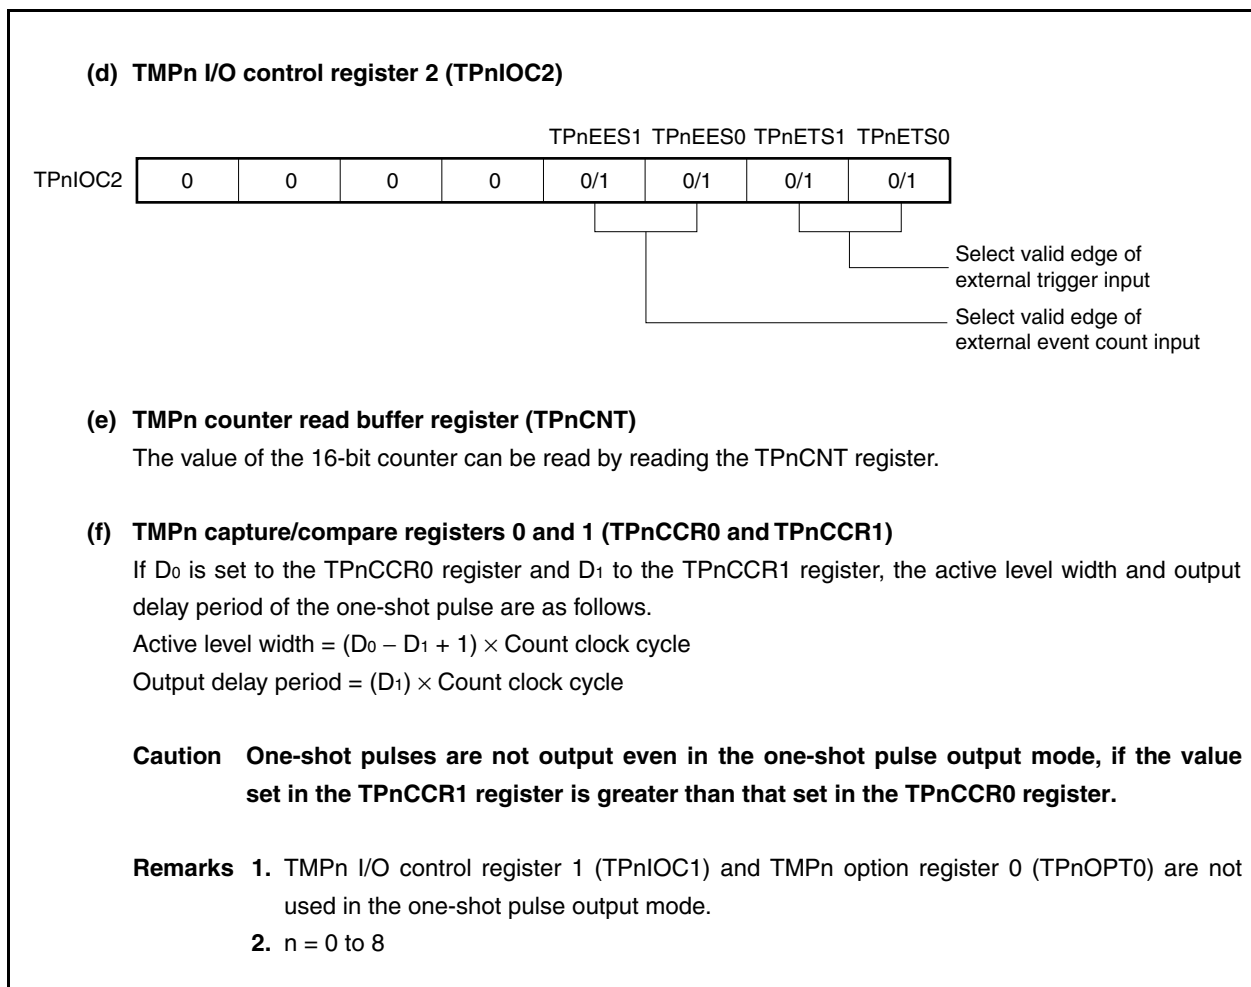 (d) TMPn I/O control register 2 (TPnIOC2)
TPnEES1 TPnEES0 TPnETS1 TPnETS0
TPnIOC2 0 0 0 0 0/1 0/1 0/1 0/1
Select valid edge of
external trigger input
Select valid edge of
external event count input
(e) TMPn counter read buffer register (TPnCNT)
The value of the 16-bit counter can be read by reading the TPnCNT register.
(f) TMPn capture/compare registers 0 and 1 (TPnCCR0 and TPnCCR1)
If D0 is set to the TPnCCR0 register and D1 to the TPnCCR1 register, the active level width and output
delay period of the one-shot pulse are as follows.
Active level width = (D0 − D1 + 1) × Count clock cycle
Output delay period = (D1) × Count clock cycle
Caution One-shot pulses are not output even in the one-shot pulse output mode, if the value
set in the TPnCCR1 register is greater than that set in the TPnCCR0 register.
Remarks 1. TMPn I/O control register 1 (TPnIOC1) and TMPn option register 0 (TPnOPT0) are not
used in the one-shot pulse output mode.
2. n = 0 to 8